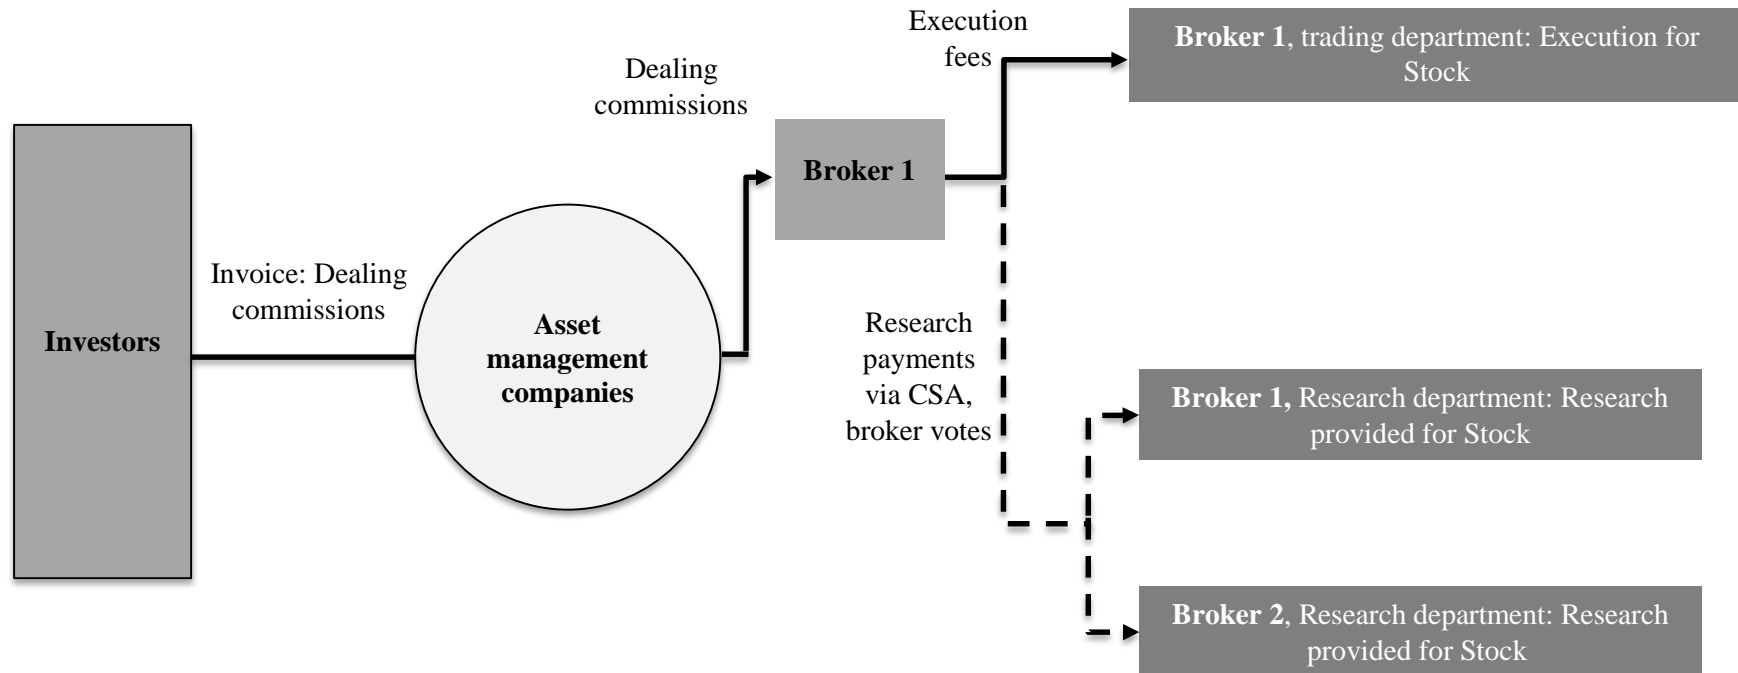 Investors
Invoice: Dealing
commissions
Asset
management
companies
Dealing
commissions
Broker 1
Execution
fees
Research
payments
via CSA,
broker votes
Broker 1, trading department: Execution for
Stock
Broker 1, Research department: Research
provided for Stock
Broker 2, Research department: Research
provided for Stock